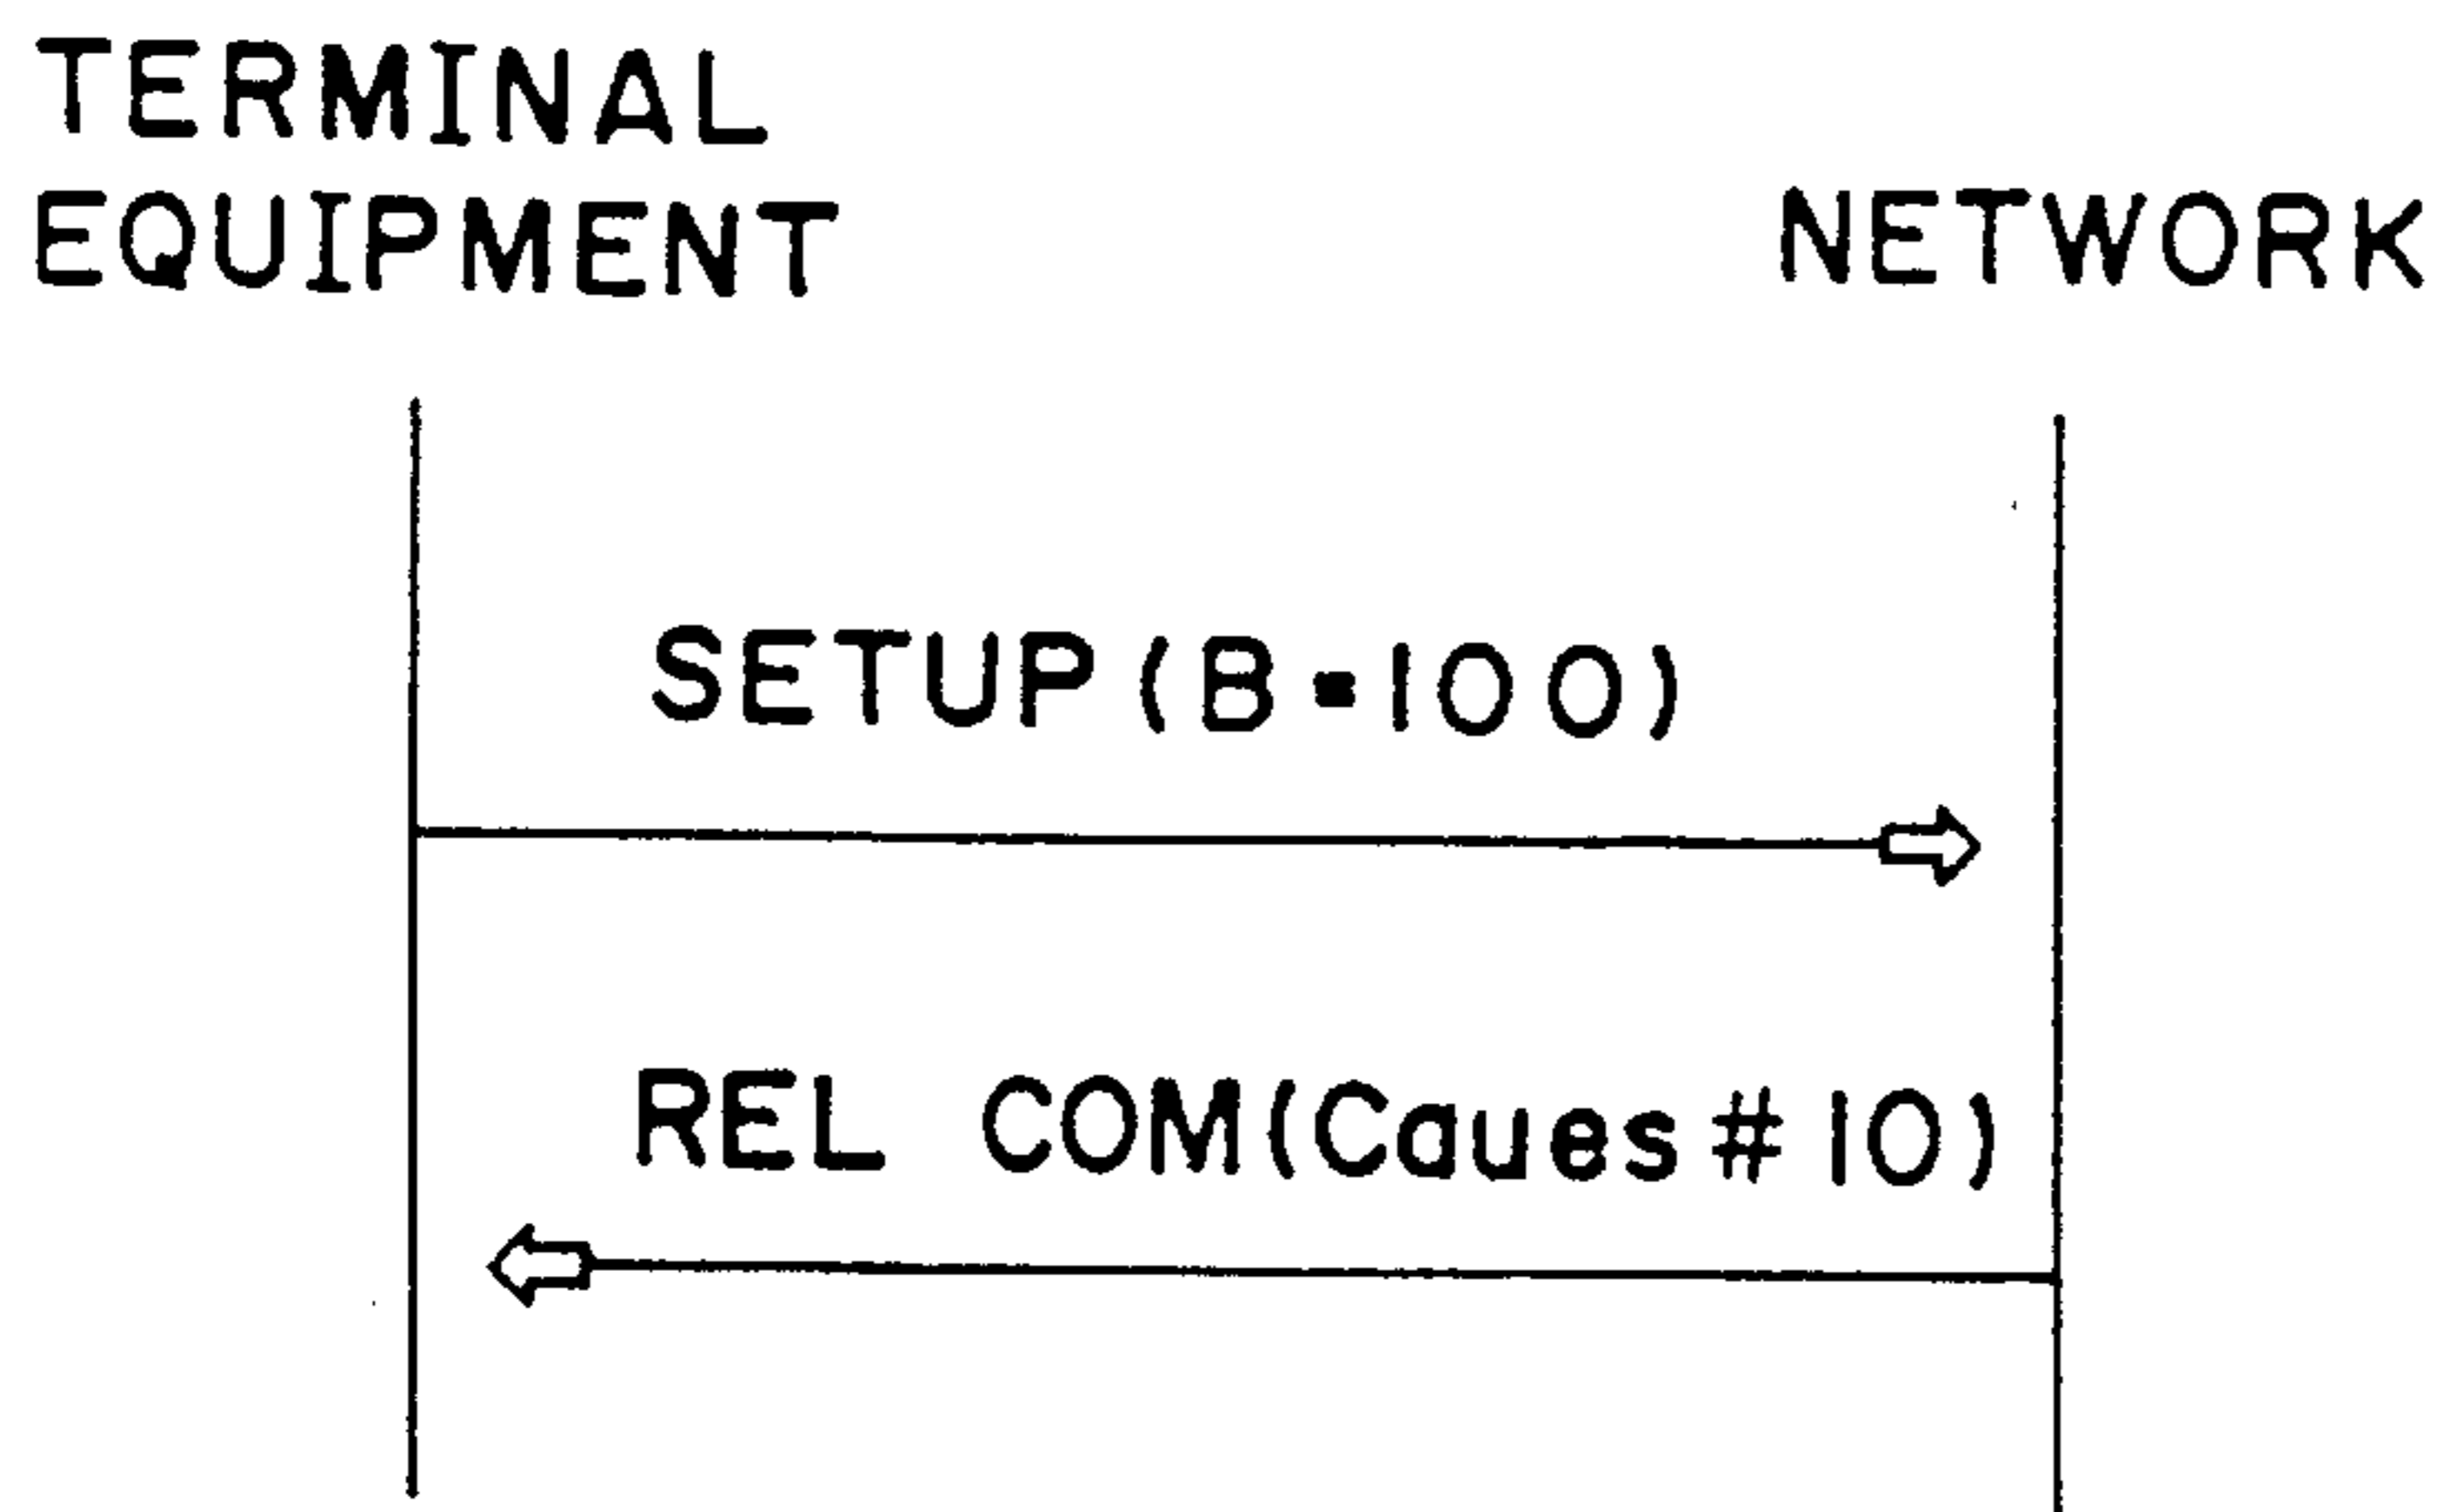 TERMINAL
EQUIPMENT
NETWORK
SETUP (B▪100)
REL COM(Caues # 10)